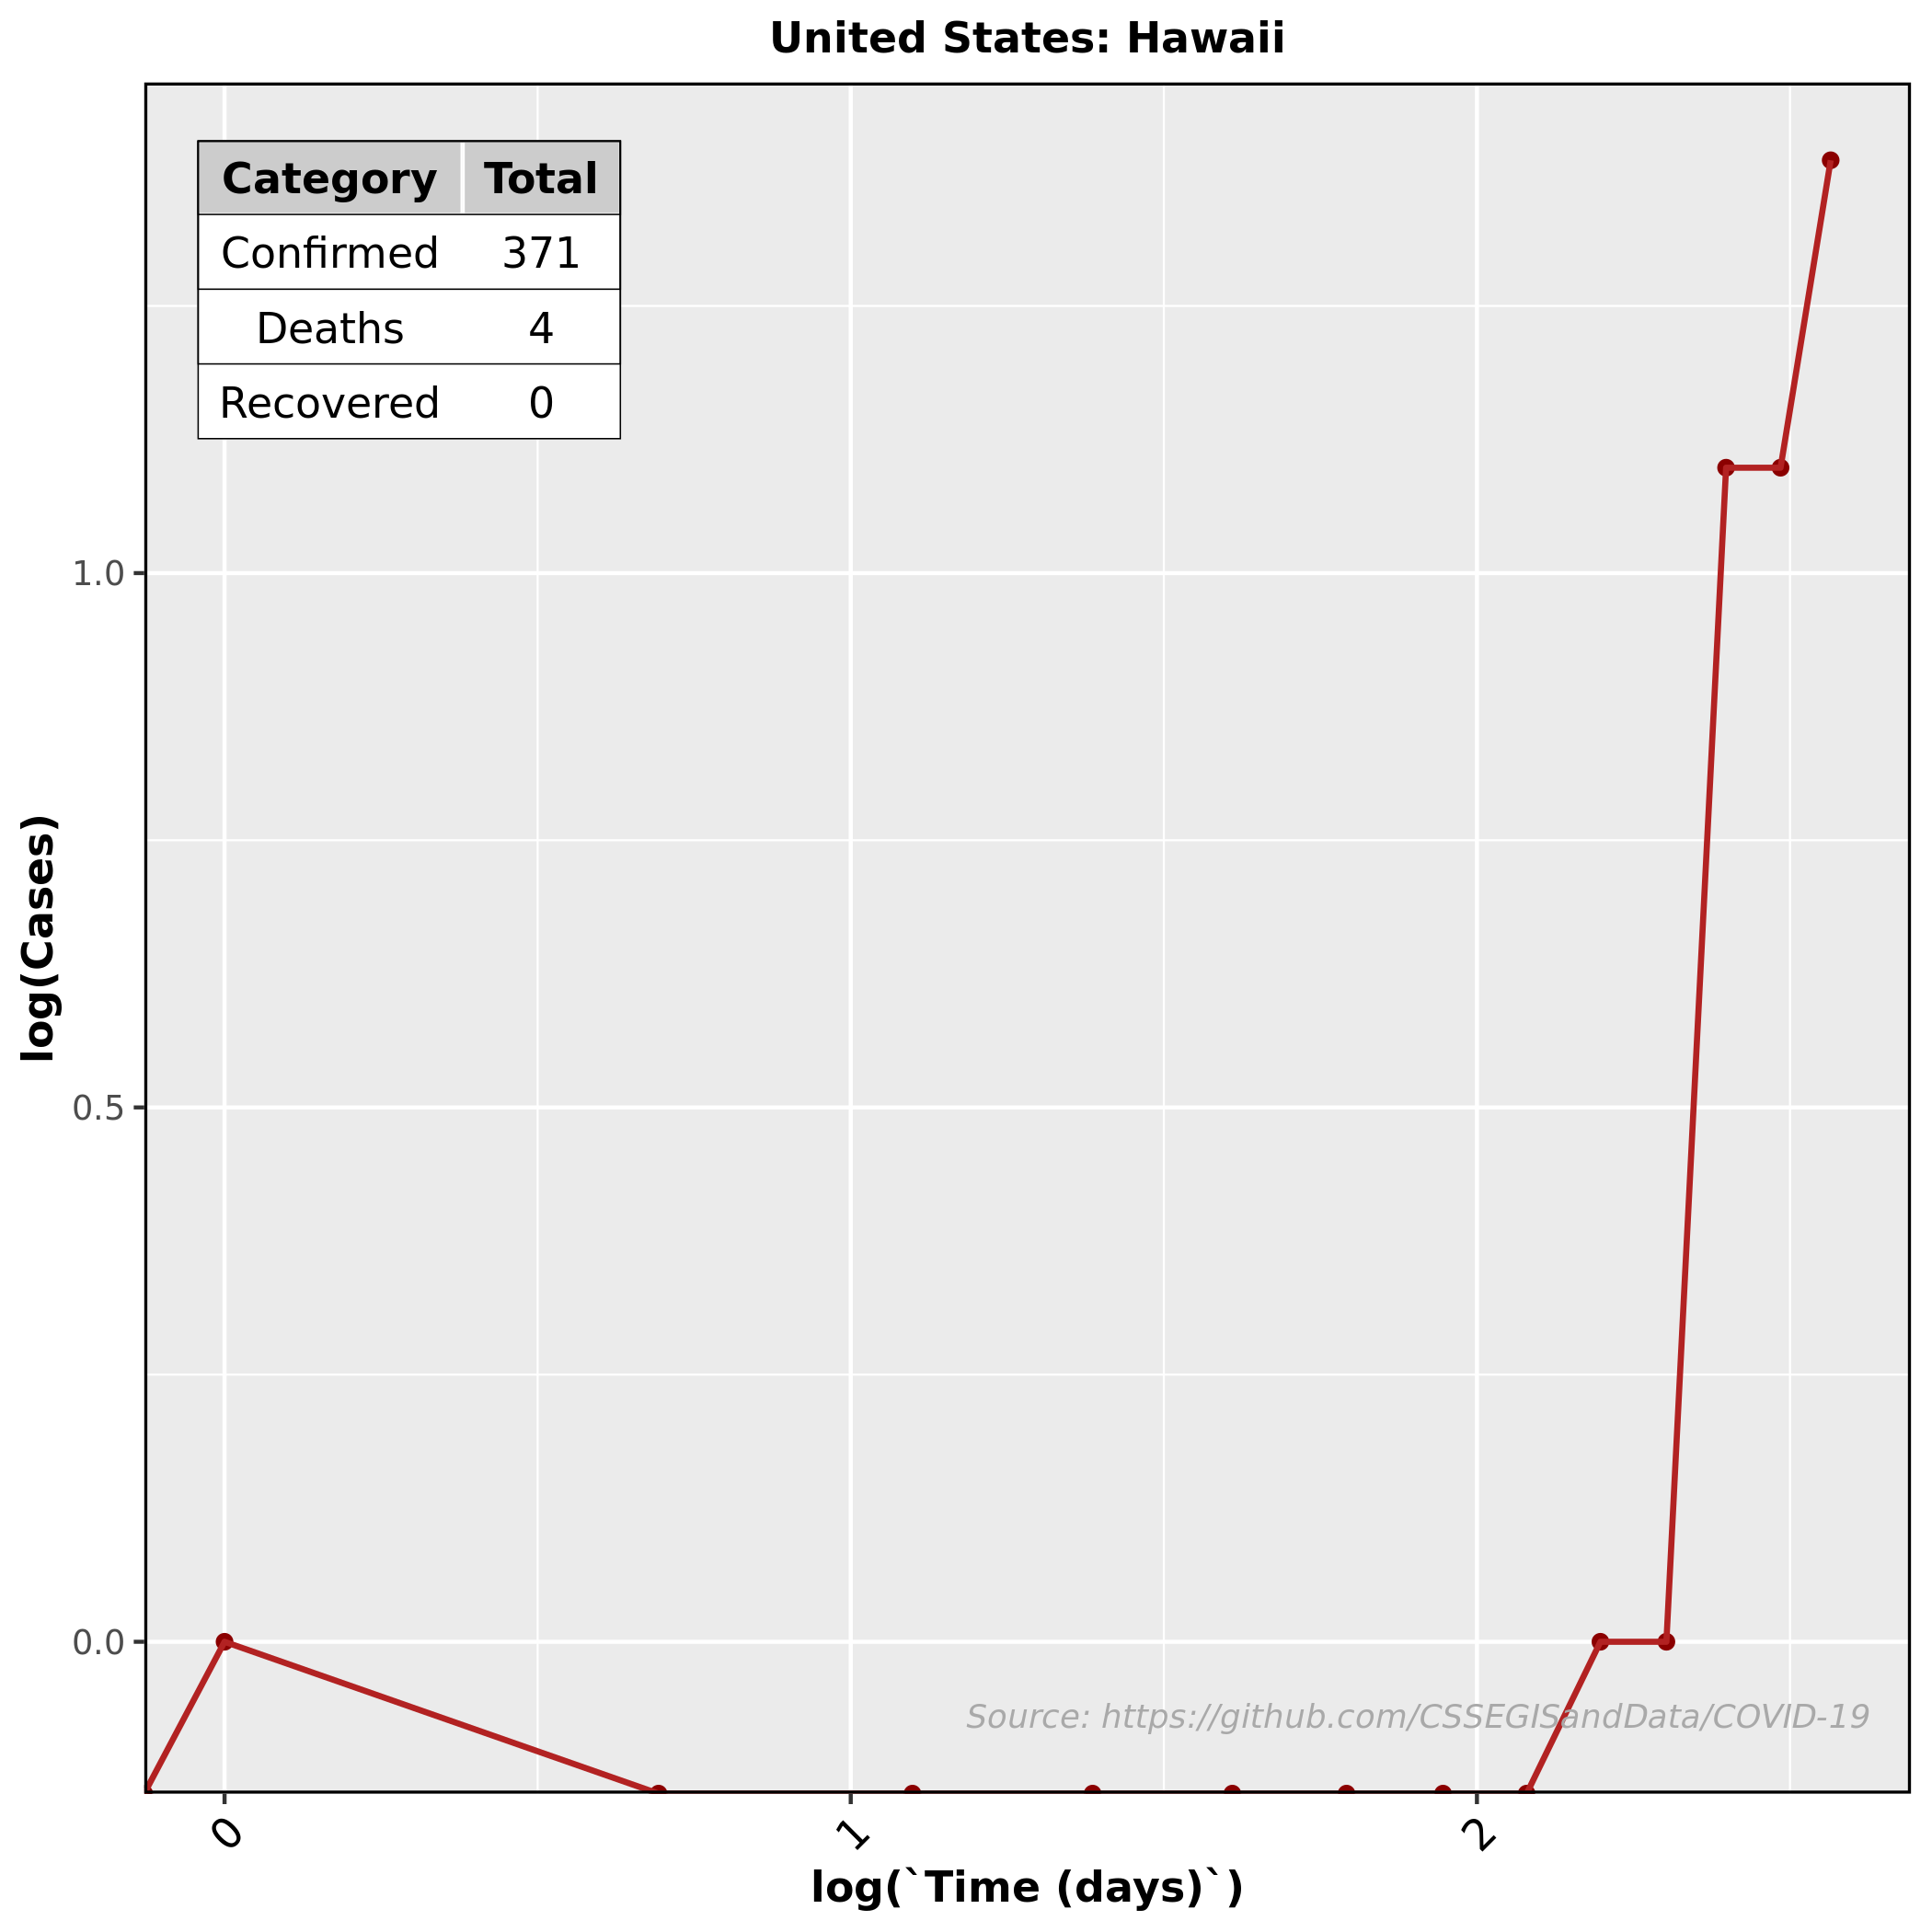 United States: Hawaii
Category Total
Confirmed 371
Deaths 4
Recovered 0
1.0
0.5
0.0
log(Cases)
Source: https://github.com/CSSEGISandData/COVID-19
0 1 2
log(`Time (days)`)